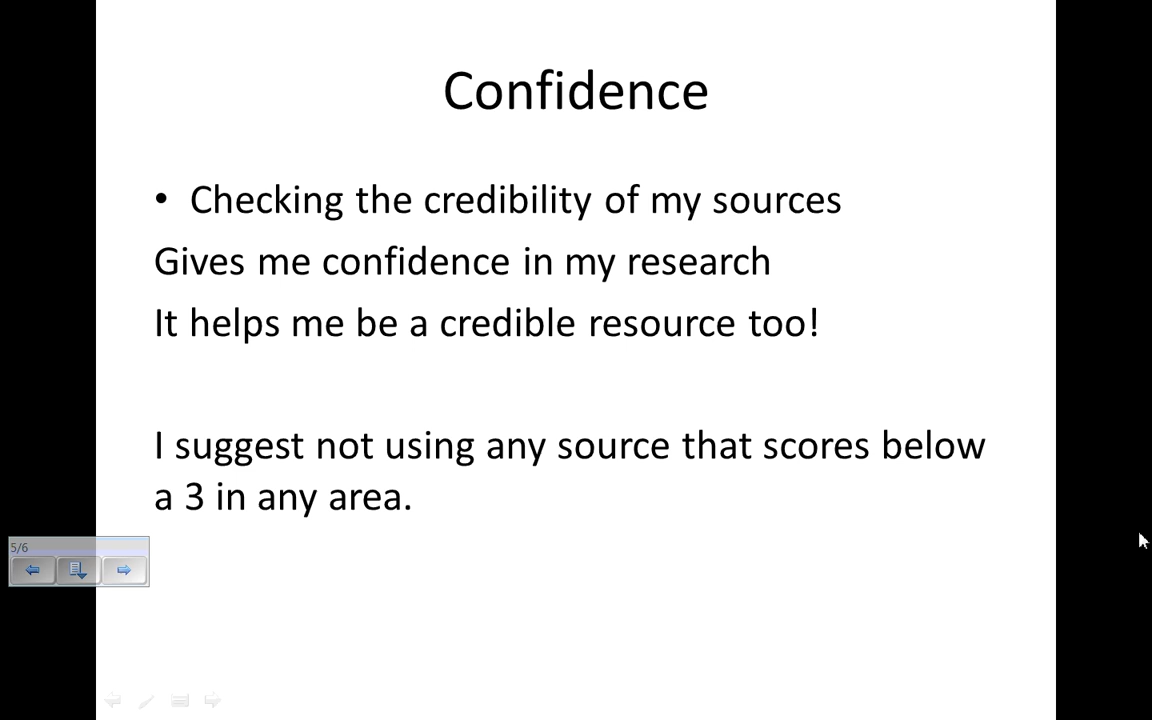 Confidence
• Checking the credibility of my sources
Gives me confidence in my research
It helps me be a credible resource too!
I suggest not using any source that scores below
a 3 in any area.
5/6